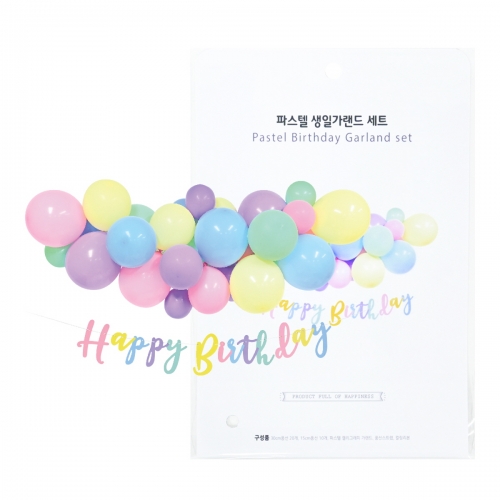 파스텔 생일가랜드 세트
Pastel Birthday Garland set
Happy Birthday
Happy Birthday
PRODUCT FULL OF HAPPINESS
구성품